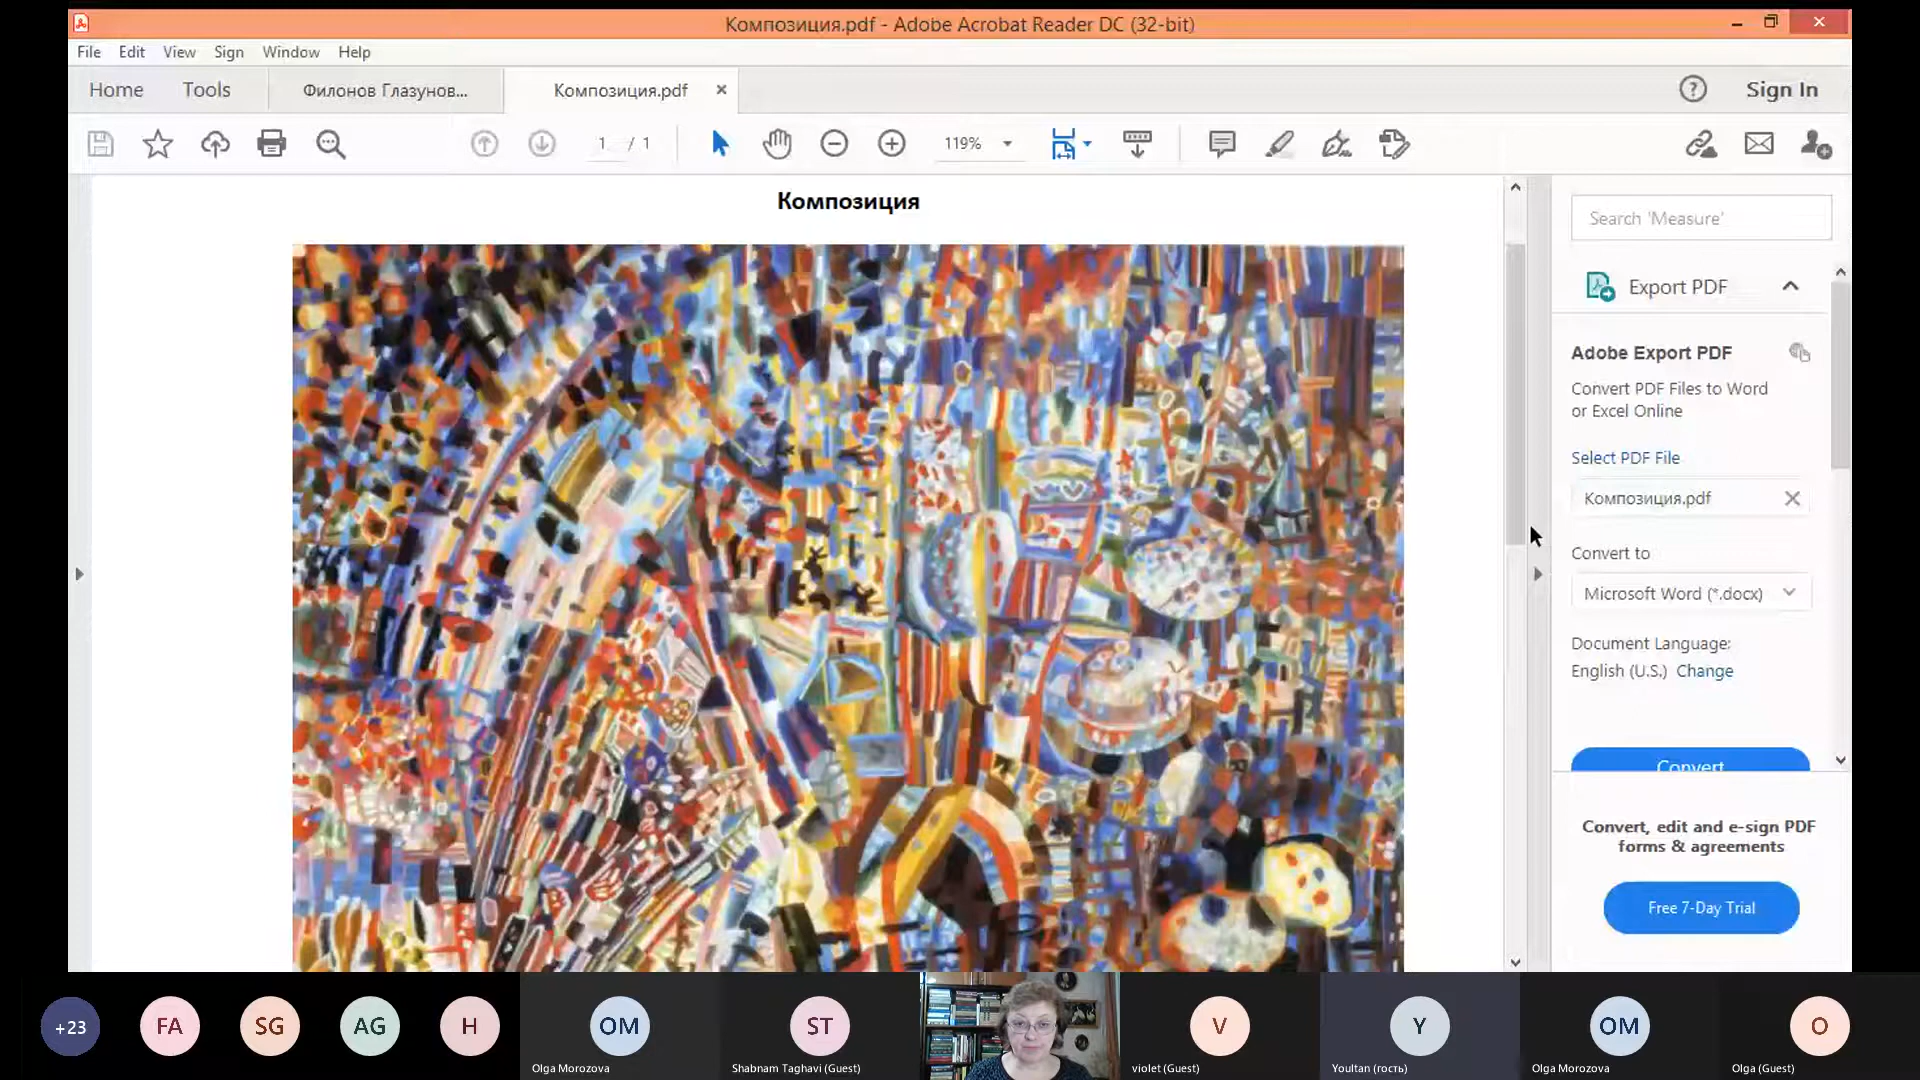 Композиция.pdf - Adobe Acrobat Reader DC (32-bit)
File Edit View Sign Window Help
Home Tools Филонов Глазунов... Композиция.pdf Sign In
1 / 1 119%
Композиция
Search 'Measure'
Export PDF
Adobe Export PDF
Convert PDF Files to Word
or Excel Online
Select PDF File
Композиция.pdf
Convert to
Microsoft Word (*.docx)
Document Language:
English (U.S.) Change
Convert
Convert, edit and e-sign PDF
forms & agreements
Free 7-Day Trial
+23 FA SG AG H OM ST V Y OM O
Olga Morozova Shabnam Taghavi (Guest) violet (Guest) Youltan (гость) Olga Morozova Olga (Guest)